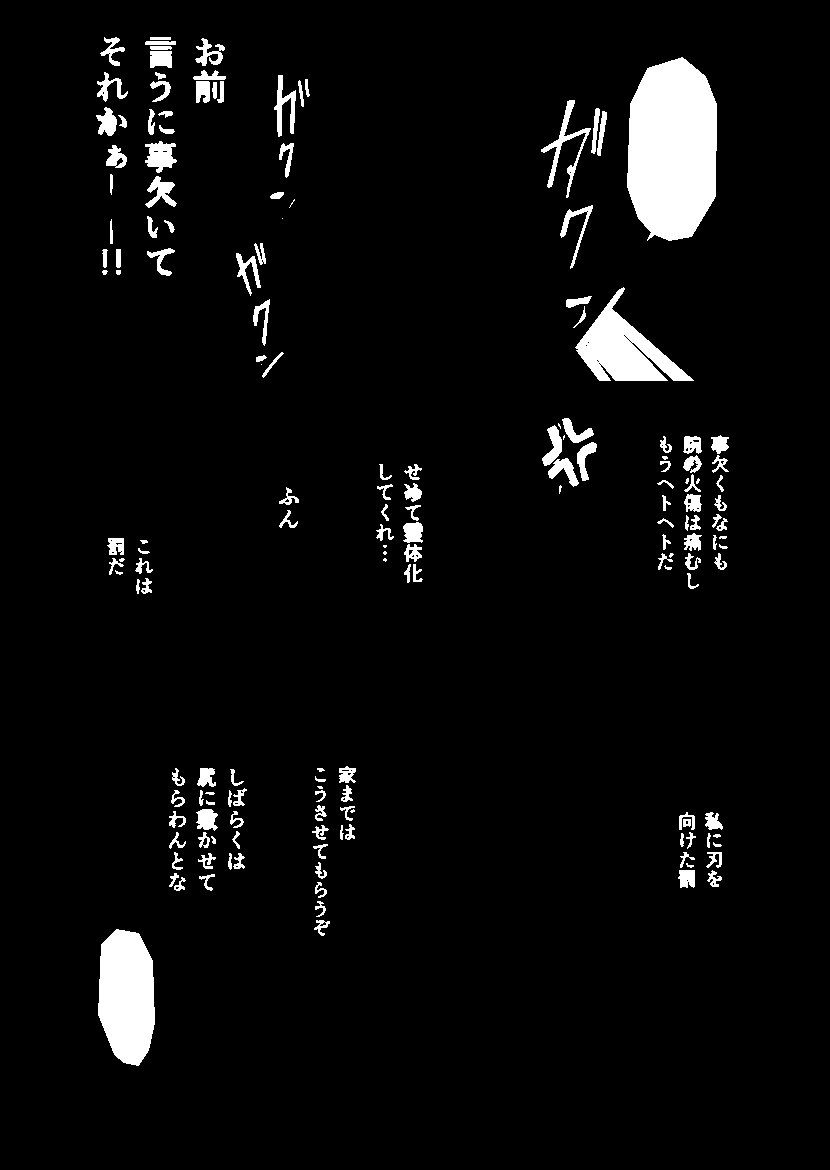 ガクン
ガクン
ガクン
お前
言うに事欠いて
それかぁーー!!
事欠くもなにも
腕の火傷は痛むし
もうヘトヘトだ
せめて霊体化
してくれ…
ふん
これは
罰だ
私に刃を
向けた罰
家までは
こうさせてもらうぞ
しばらくは
尻に敷かせて
もらわんとな